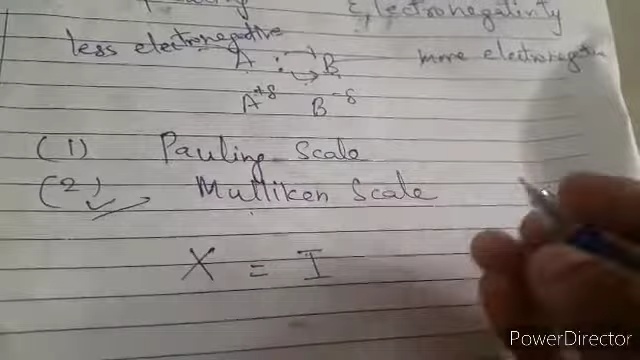 Electronegativity
less electronegative A : B more electronegative
A+δ B-δ
(1) Pauling Scale
(2) Mulliken Scale
X = I
PowerDirector